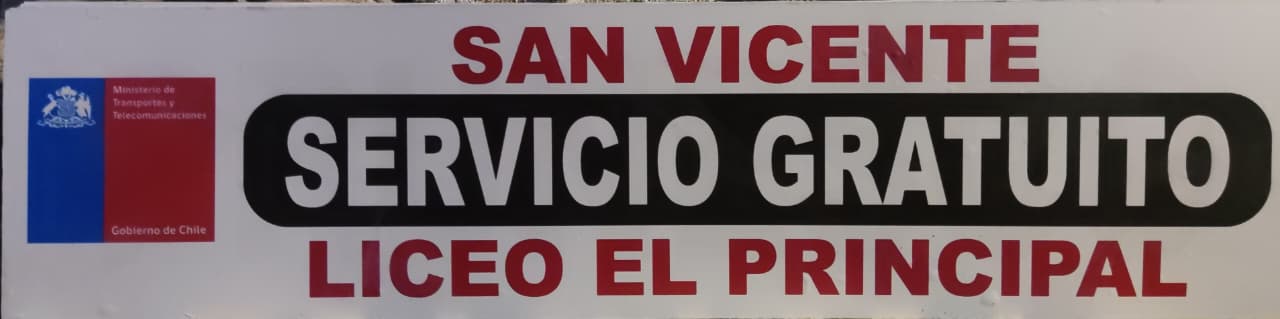 SAN VICENTE
Ministerio de
Transportes y
Telecomunicaciones
SERVICIO GRATUITO
Gobierno de Chile
LICEO EL PRINCIPAL